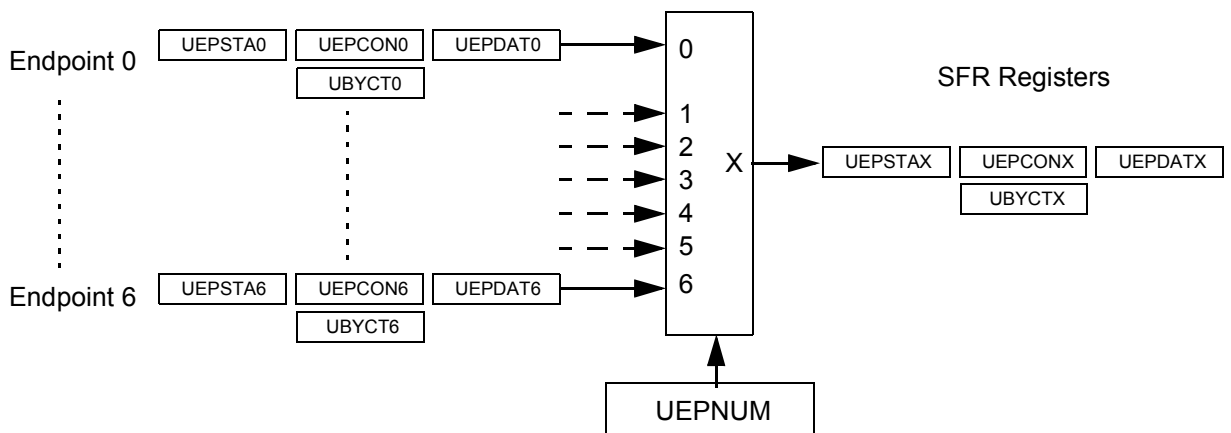 Endpoint 0
UEPSTA0 UEPCON0 UEPDAT0
UBYCT0
0
1
2
3
4
5
6
X
SFR Registers
UEPSTAX UEPCONX UEPDATX
UBYCTX
Endpoint 6
UEPSTA6 UEPCON6 UEPDAT6
UBYCT6
UEPNUM